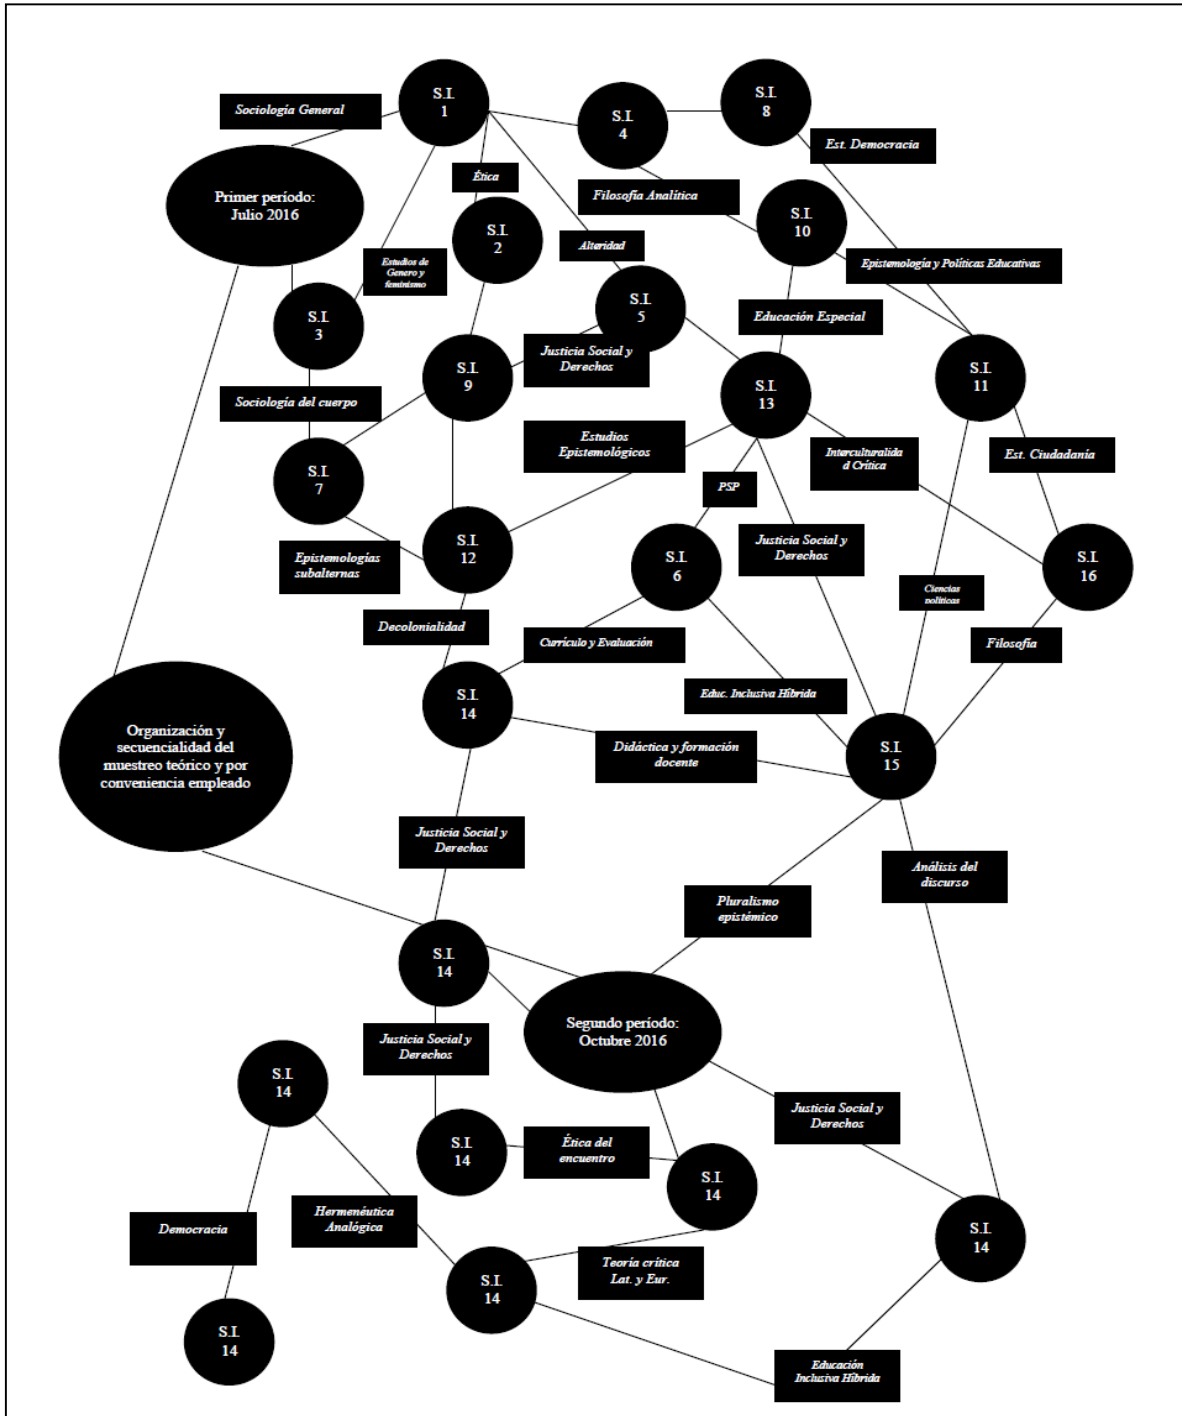 S.I.
1
S.I.
8
Sociología General
S.I.
4
Est. Democracia
Ética
Filosofía Analítica
Primer período:
Julio 2016
S.I.
10
S.I.
2
Alteridad
Estudios de
Genero y
feminismo
Epistemología y Políticas Educativas
S.I.
3
S.I.
5
Educación Especial
Justicia Social y
Derechos
S.I.
9
S.I.
13
S.I.
11
Sociología del cuerpo
Estudios
Epistemológicos
Interculturalida
d Crítica
Est. Ciudadanía
S.I.
7
PSP
Epistemologías
subalternas
S.I.
12
S.I.
6
Justicia Social y
Derechos
S.I.
16
Ciencias
políticas
Decolonialidad
Currículo y Evaluación
Filosofía
S.I.
14
Educ. Inclusiva Híbrida
Organización y
secuencialidad del
muestreo teórico y por
conveniencia empleado
Didáctica y formación
docente
S.I.
15
Justicia Social y
Derechos
Análisis del
discurso
Pluralismo
epistémico
S.I.
14
Segundo período:
Octubre 2016
Justicia Social y
Derechos
S.I.
14
Justicia Social y
Derechos
S.I.
14
Ética del
encuentro
S.I.
14
Democracia
Hermenéutica
Analógica
S.I.
14
Teoría crítica
Lat. y Eur.
S.I.
14
S.I.
14
Educación
Inclusiva Híbrida